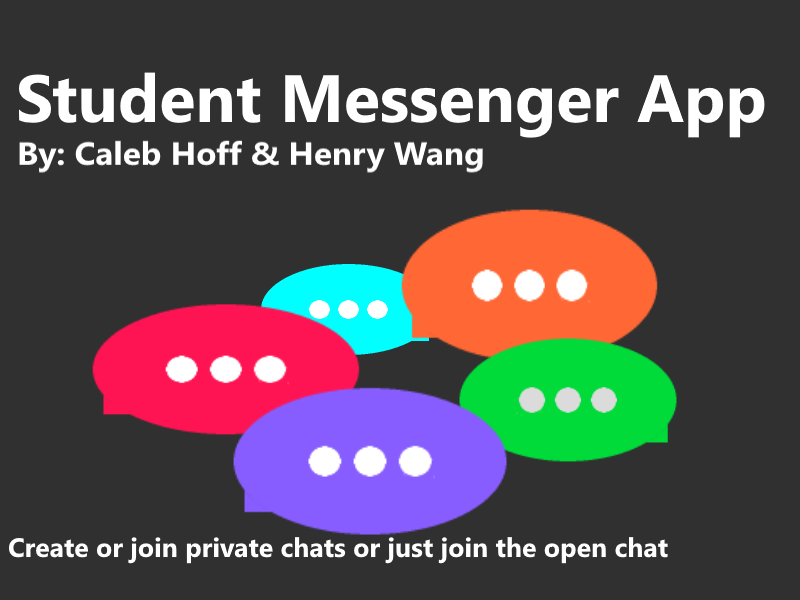 Student Messenger App
By: Caleb Hoff & Henry Wang
Create or join private chats or just join the open chat